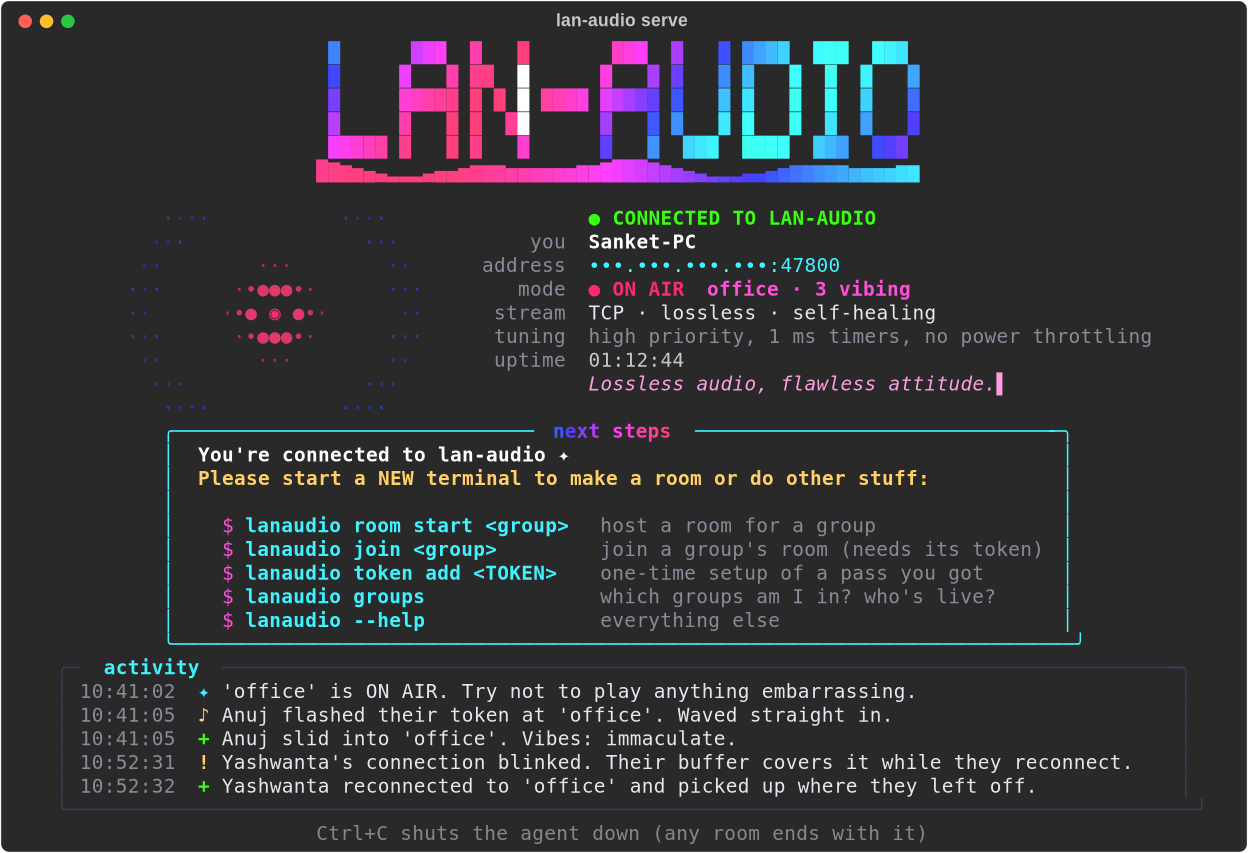 lan-audio serve
LAN-AUDIO
● CONNECTED TO LAN-AUDIO
you Sanket-PC
address •••.•••.•••.•••:47800
mode ● ON AIR office · 3 vibing
stream TCP · lossless · self-healing
tuning high priority, 1 ms timers, no power throttling
uptime 01:12:44
Lossless audio, flawless attitude.
next steps
You're connected to lan-audio ✦
Please start a NEW terminal to make a room or do other stuff:
$ lanaudio room start <group> host a room for a group
$ lanaudio join <group> join a group's room (needs its token)
$ lanaudio token add <TOKEN> one-time setup of a pass you got
$ lanaudio groups which groups am I in? who's live?
$ lanaudio --help everything else
activity
10:41:02 ✦ 'office' is ON AIR. Try not to play anything embarrassing.
10:41:05 ♪ Anuj flashed their token at 'office'. Waved straight in.
10:41:05 + Anuj slid into 'office'. Vibes: immaculate.
10:52:31 ! Yashwanta's connection blinked. Their buffer covers it while they reconnect.
10:52:32 + Yashwanta reconnected to 'office' and picked up where they left off.
Ctrl+C shuts the agent down (any room ends with it)